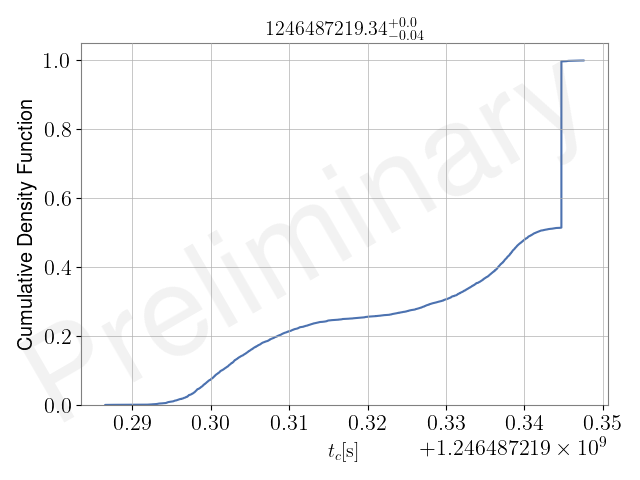 1246487219.34^{+0.0}_{-0.04}
1.0
0.8
0.6
0.4
0.2
0.0
Cumulative Density Function
Preliminary
0.29 0.30 0.31 0.32 0.33 0.34 0.35
t_c[s]
+1.246487219 × 10^9